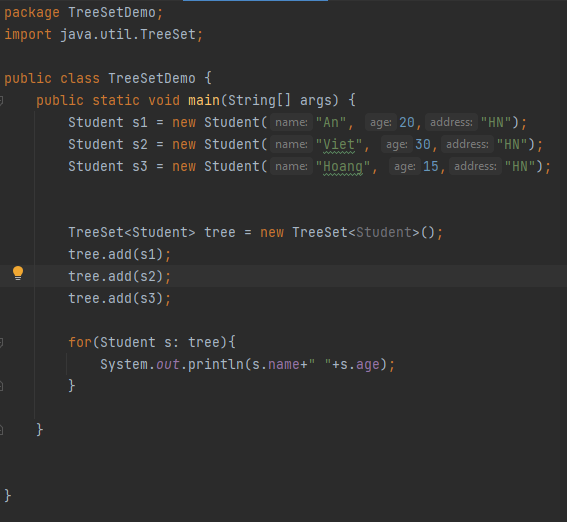 package TreeSetDemo;
import java.util.TreeSet;
public class TreeSetDemo {
public static void main(String[] args) {
Student s1 = new Student( name: "An", age: 20, address: "HN");
Student s2 = new Student( name: "Viet", age: 30, address: "HN");
Student s3 = new Student( name: "Hoang", age: 15, address: "HN");
TreeSet<Student> tree = new TreeSet<Student>();
tree.add(s1);
tree.add(s2);
tree.add(s3);
for(Student s: tree){
System.out.println(s.name+" "+s.age);
}
}
}